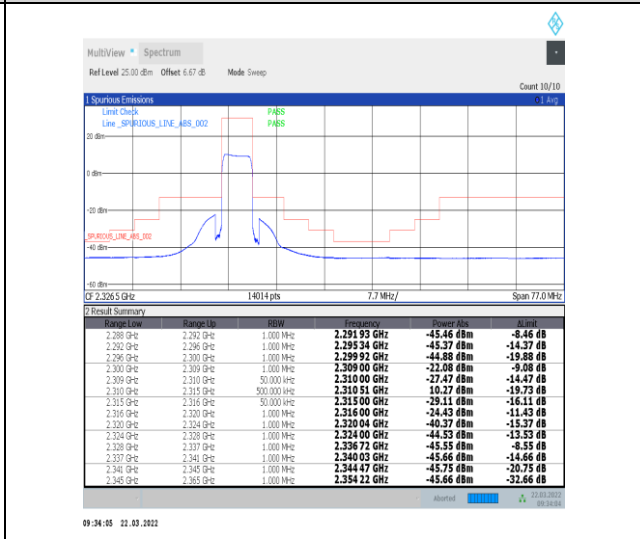 MultiView Spectrum
Ref Level 25.00 dBm Offset 6.67 dB Mode Sweep
Count 10/10
1 Spurious Emissions 1 Avg
Limit Check PASS
Line _SPURIOUS_LINE_ABS_002 PASS
20 dBm
0 dBm
-20 dBm
_SPURIOUS_LINE_ABS_002
-40 dBm
-60 dBm
CF 2.3265 GHz 14014 pts 7.7 MHz/ Span 77.0 MHz
2 Result Summary
Range Low Range Up RBW Frequency Power Abs ΔLimit
2.288 GHz 2.292 GHz 1.000 MHz 2.291 93 GHz -45.46 dBm -8.46 dB
2.292 GHz 2.296 GHz 1.000 MHz 2.295 34 GHz -45.37 dBm -14.37 dB
2.296 GHz 2.300 GHz 1.000 MHz 2.299 92 GHz -44.88 dBm -19.88 dB
2.300 GHz 2.309 GHz 1.000 MHz 2.309 00 GHz -22.08 dBm -9.08 dB
2.309 GHz 2.310 GHz 50.000 kHz 2.310 00 GHz -27.47 dBm -14.47 dB
2.310 GHz 2.315 GHz 500.000 kHz 2.310 51 GHz 10.27 dBm -19.73 dB
2.315 GHz 2.316 GHz 50.000 kHz 2.315 00 GHz -29.11 dBm -16.11 dB
2.316 GHz 2.320 GHz 1.000 MHz 2.316 00 GHz -24.43 dBm -11.43 dB
2.320 GHz 2.324 GHz 1.000 MHz 2.320 04 GHz -40.37 dBm -15.37 dB
2.324 GHz 2.328 GHz 1.000 MHz 2.324 00 GHz -44.53 dBm -13.53 dB
2.328 GHz 2.337 GHz 1.000 MHz 2.336 72 GHz -45.55 dBm -8.55 dB
2.337 GHz 2.341 GHz 1.000 MHz 2.340 03 GHz -45.66 dBm -14.66 dB
2.341 GHz 2.345 GHz 1.000 MHz 2.344 47 GHz -45.75 dBm -20.75 dB
2.345 GHz 2.365 GHz 1.000 MHz 2.354 22 GHz -45.66 dBm -32.66 dB
Aborted 22.03.2022
09:34:04
09:34:05 22.03.2022